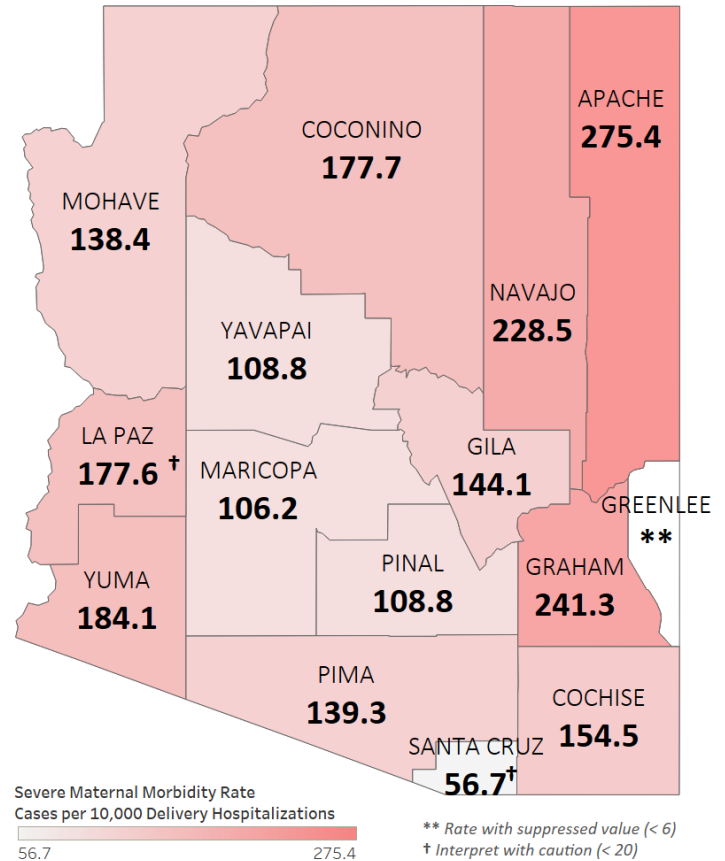 APACHE
275.4
COCONINO
177.7
MOHAVE
138.4
NAVAJO
228.5
YAVAPAI
108.8
LA PAZ
177.6 †
GILA
144.1
MARICOPA
106.2
GREENLEE
**
PINAL
108.8
GRAHAM
241.3
YUMA
184.1
PIMA
139.3
COCHISE
154.5
SANTA CRUZ
56.7†
Severe Maternal Morbidity Rate
Cases per 10,000 Delivery Hospitalizations
56.7 275.4
** Rate with suppressed value (< 6)
† Interpret with caution (< 20)